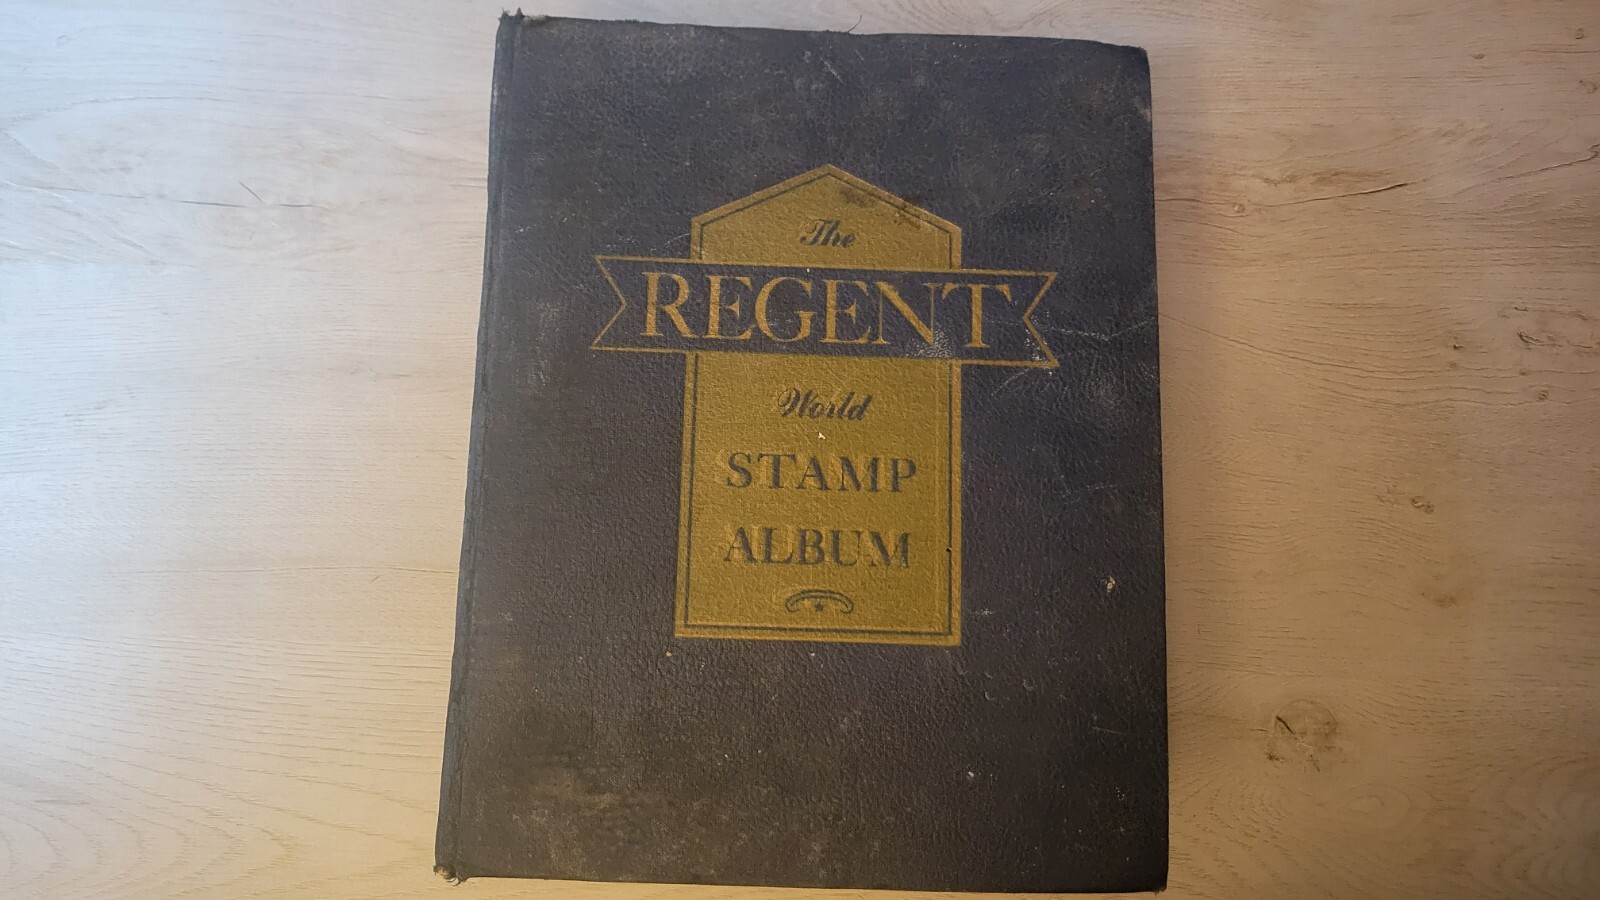 The
REGENT
World
STAMP
ALBUM